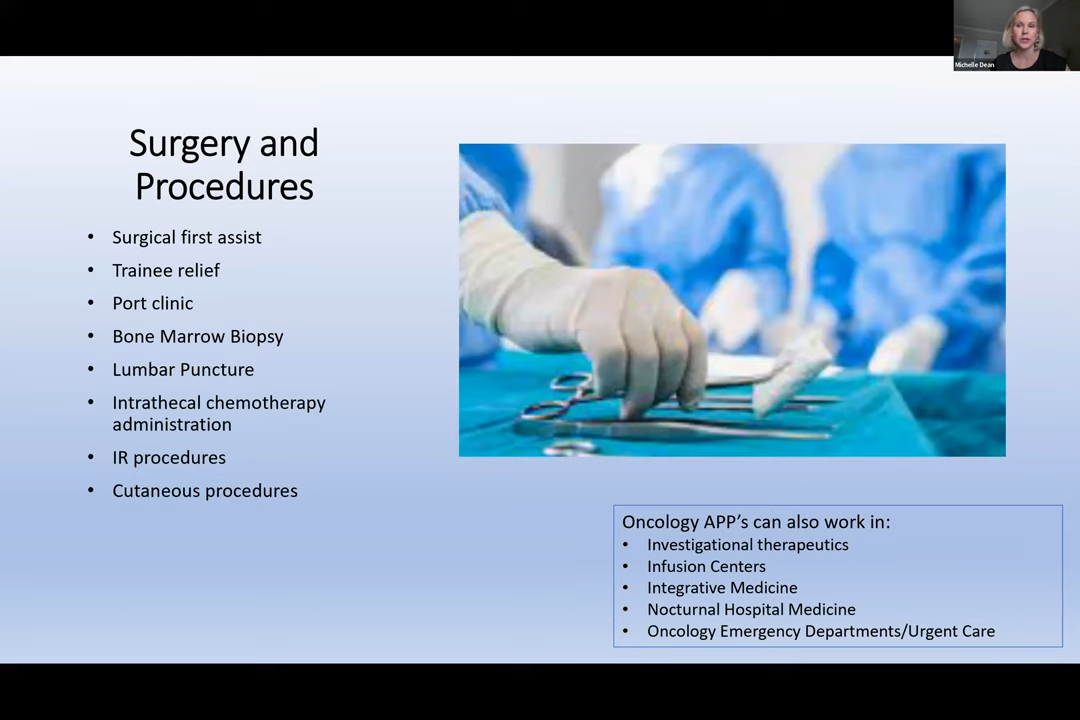 Michelle Dean
Surgery and
Procedures
• Surgical first assist
• Trainee relief
• Port clinic
• Bone Marrow Biopsy
• Lumbar Puncture
• Intrathecal chemotherapy
administration
• IR procedures
• Cutaneous procedures
Oncology APP’s can also work in:
• Investigational therapeutics
• Infusion Centers
• Integrative Medicine
• Nocturnal Hospital Medicine
• Oncology Emergency Departments/Urgent Care